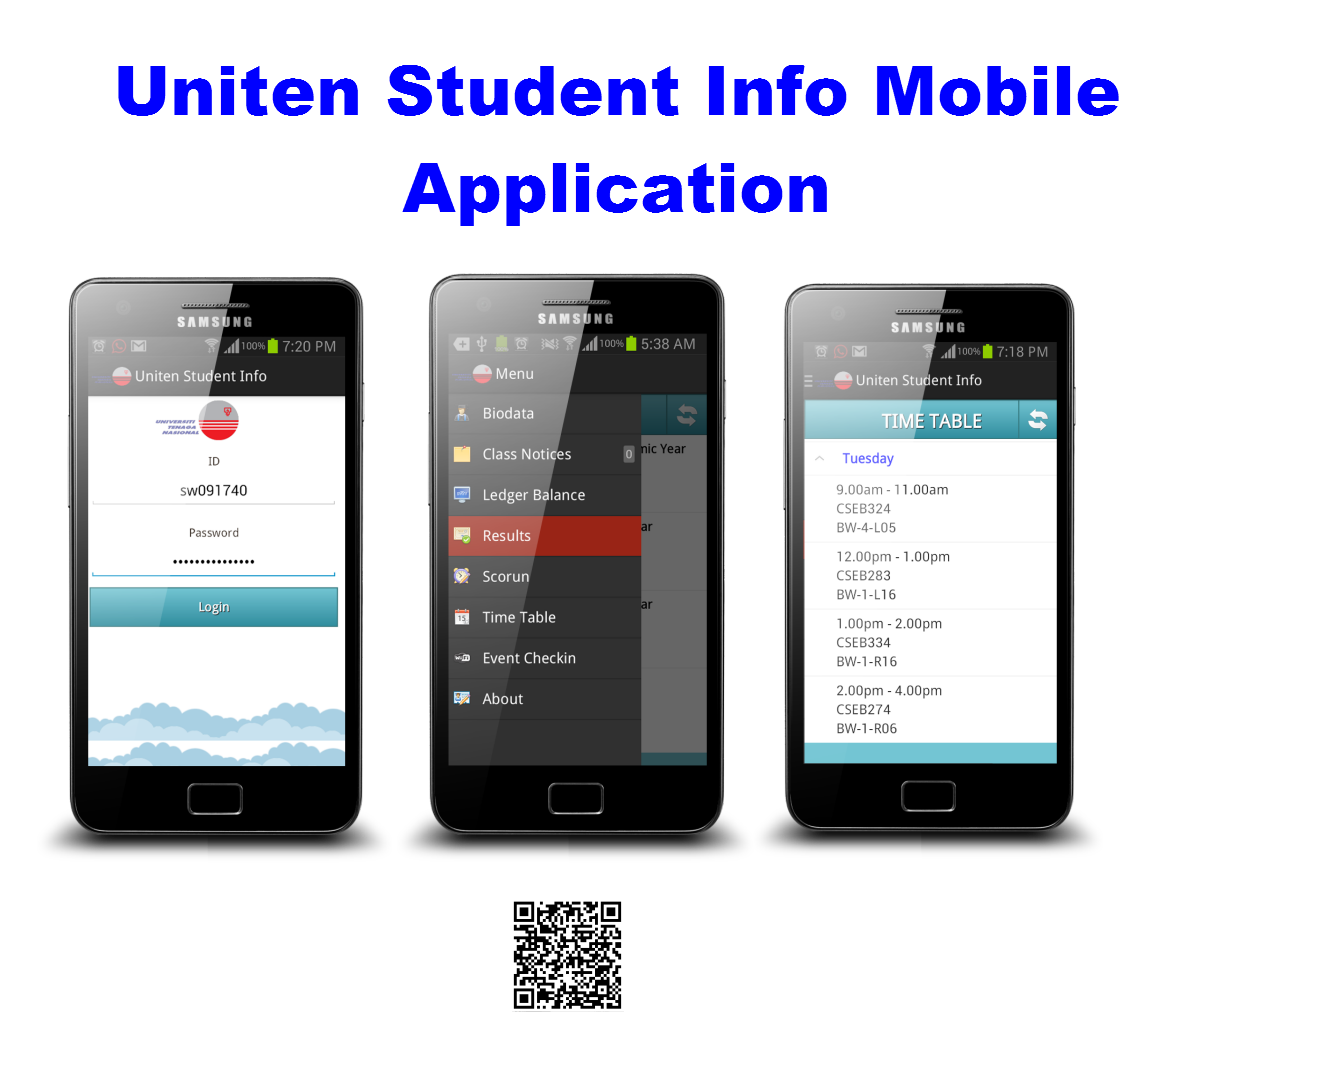 Uniten Student Info Mobile
Application
SAMSUNG
100% 7:20 PM
Uniten Student Info
UNIVERSITI
TENAGA
NASIONAL
ID
sw091740
Password
•••••••••••••••
Login
SAMSUNG
100% 5:38 AM
Menu
Biodata
Class Notices 0
mic Year
Ledger Balance
Results
ar
Scorun
Time Table
ar
Event Checkin
About
SAMSUNG
100% 7:18 PM
Uniten Student Info
TIME TABLE
Tuesday
9.00am - 11.00am
CSEB324
BW-4-L05
12.00pm - 1.00pm
CSEB283
BW-1-L16
1.00pm - 2.00pm
CSEB334
BW-1-R16
2.00pm - 4.00pm
CSEB274
BW-1-R06